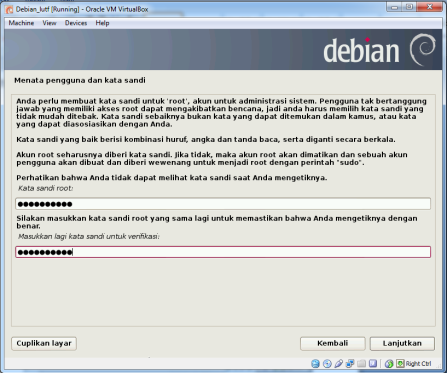 Debian_lutf [Running] - Oracle VM VirtualBox
Machine View Devices Help
debian
Menata pengguna dan kata sandi
Anda perlu membuat kata sandi untuk 'root', akun untuk administrasi sistem. Pengguna tak bertanggung
jawab yang memiliki akses root dapat mengakibatkan bencana, jadi anda harus memilih kata sandi yang
tidak mudah ditebak. Kata sandi sebaiknya bukan kata yang dapat ditemukan dalam kamus, atau kata
yang dapat diasosiasikan dengan Anda.
Kata sandi yang baik berisi kombinasi huruf, angka dan tanda baca, serta diganti secara berkala.
Akun root seharusnya diberi kata sandi. Jika tidak, maka akun root akan dimatikan dan sebuah akun
pengguna akan dibuat dan diberi wewenang untuk menjadi root dengan perintah "sudo".
Perhatikan bahwa Anda tidak dapat melihat kata sandi saat Anda mengetiknya.
Kata sandi root:
●●●●●●●●●●
Silakan masukkan kata sandi root yang sama lagi untuk memastikan bahwa Anda mengetiknya dengan
benar.
Masukkan lagi kata sandi untuk verifikasi:
●●●●●●●●●●
Cuplikan layar
Kembali
Lanjutkan
Right Ctrl